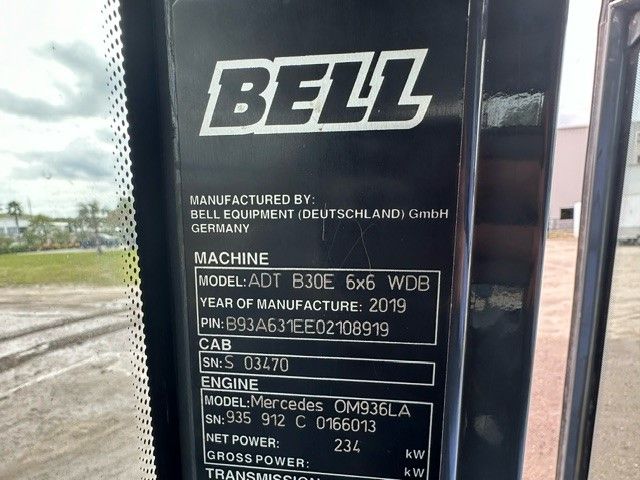 BELL
MANUFACTURED BY:
BELL EQUIPMENT (DEUTSCHLAND) GmbH
GERMANY
MACHINE
MODEL: ADT B30E 6x6 WDB
YEAR OF MANUFACTURE: 2019
PIN: B93A631EE02108919
CAB
SN: S 03470
ENGINE
MODEL: Mercedes OM936LA
SN: 935 912 C 0166013
NET POWER: 234 kW
GROSS POWER: kW
TRANSMISSION